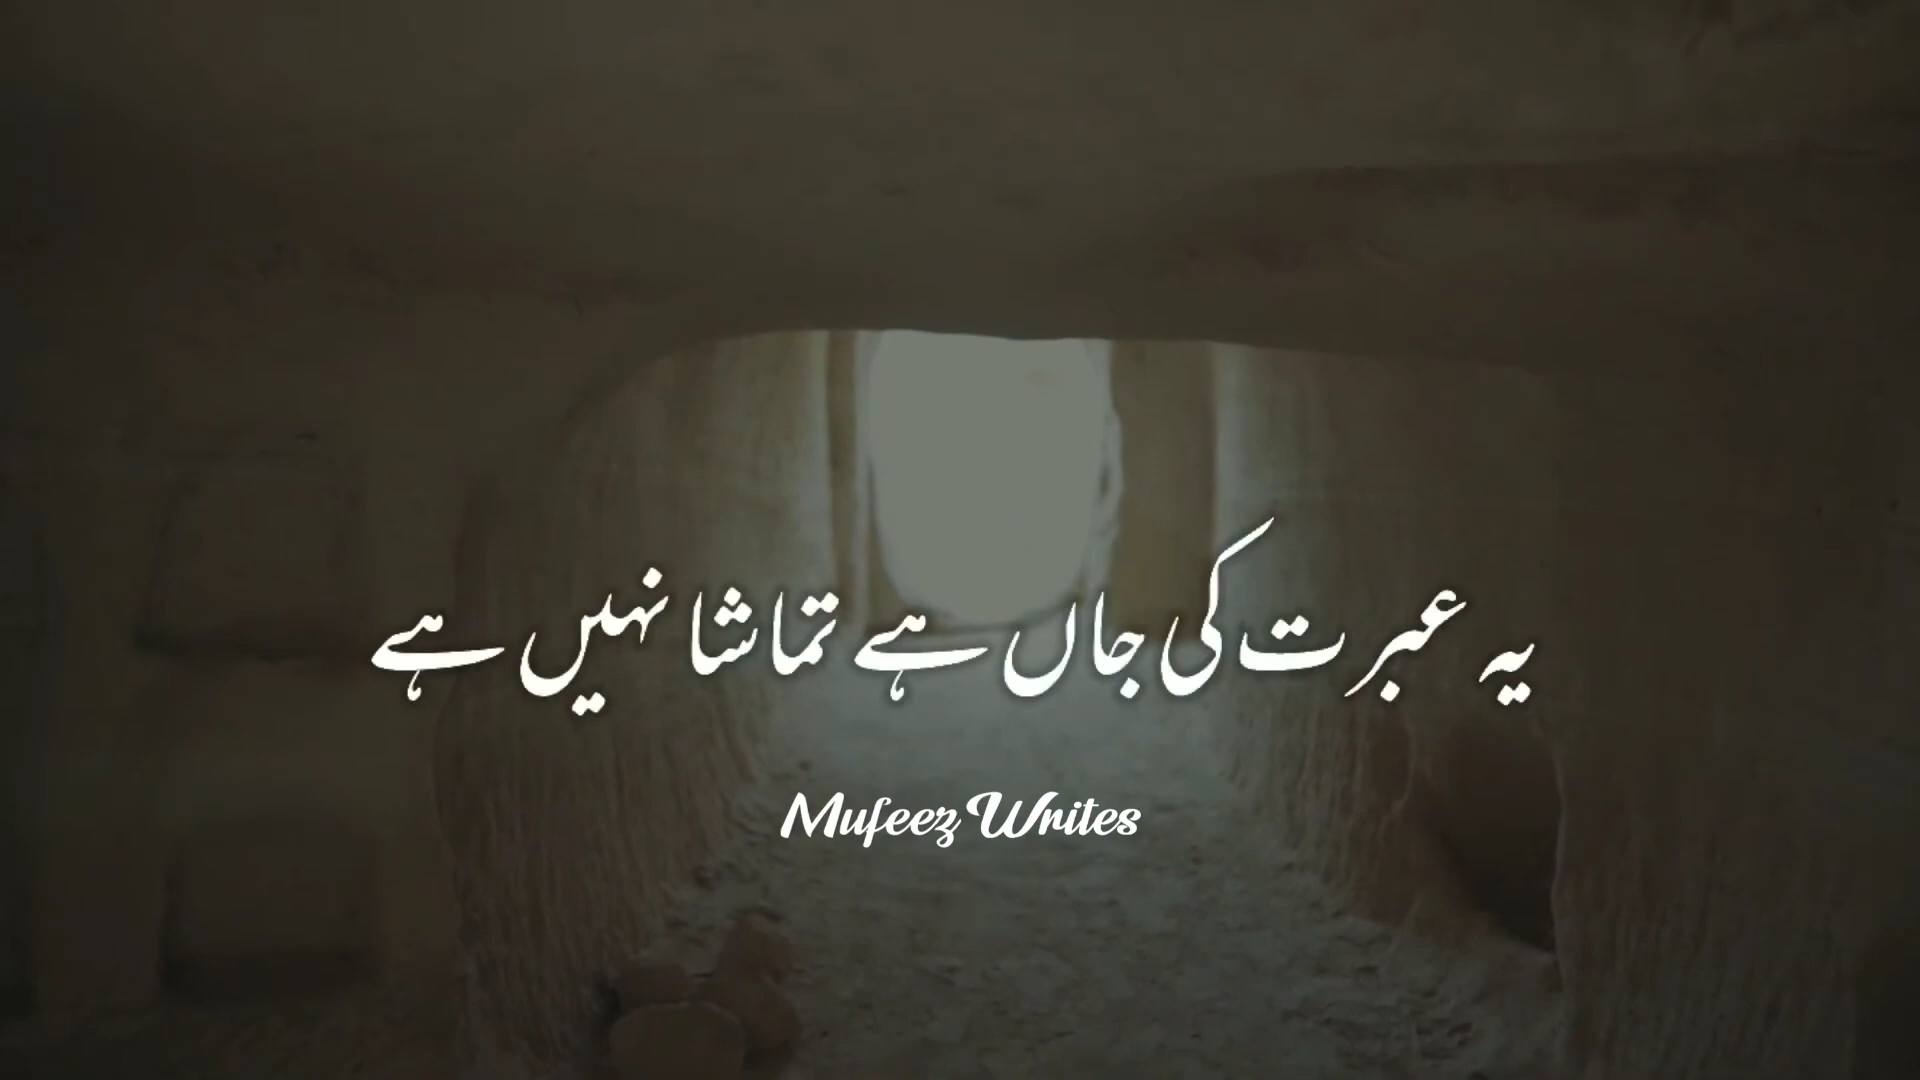 یہ عبرت کی جاں ہے تماشا نہیں ہے
Mufeez Writes